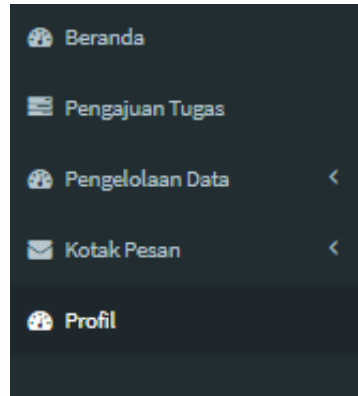 Beranda
Pengajuan Tugas
Pengelolaan Data
Kotak Pesan
Profil